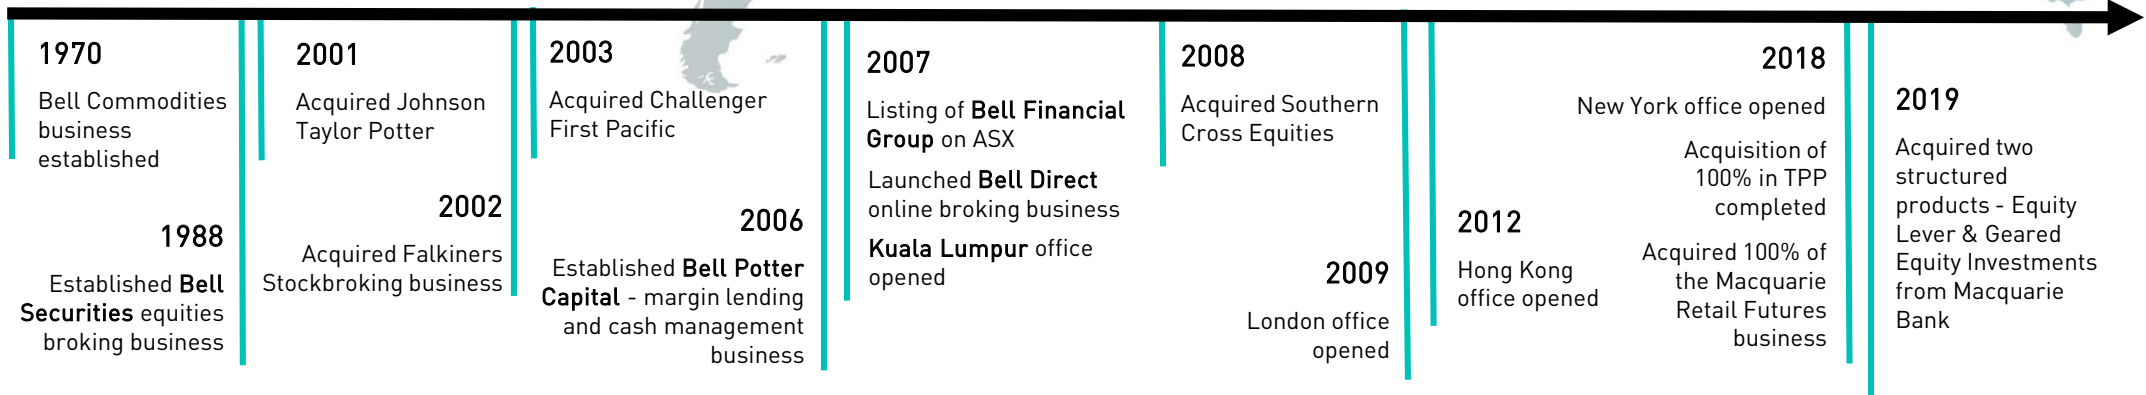 1970
Bell Commodities
business
established
1988
Established Bell
Securities equities
broking business
2001
Acquired Johnson
Taylor Potter
2002
Acquired Falkiners
Stockbroking business
2003
Acquired Challenger
First Pacific
2006
Established Bell Potter
Capital - margin lending
and cash management
business
2007
Listing of Bell Financial
Group on ASX
Launched Bell Direct
online broking business
Kuala Lumpur office
opened
2008
Acquired Southern
Cross Equities
2009
London office
opened
2012
Hong Kong
office opened
2018
New York office opened
Acquisition of
100% in TPP
completed
Acquired 100% of
the Macquarie
Retail Futures
business
2019
Acquired two
structured
products - Equity
Lever & Geared
Equity Investments
from Macquarie
Bank